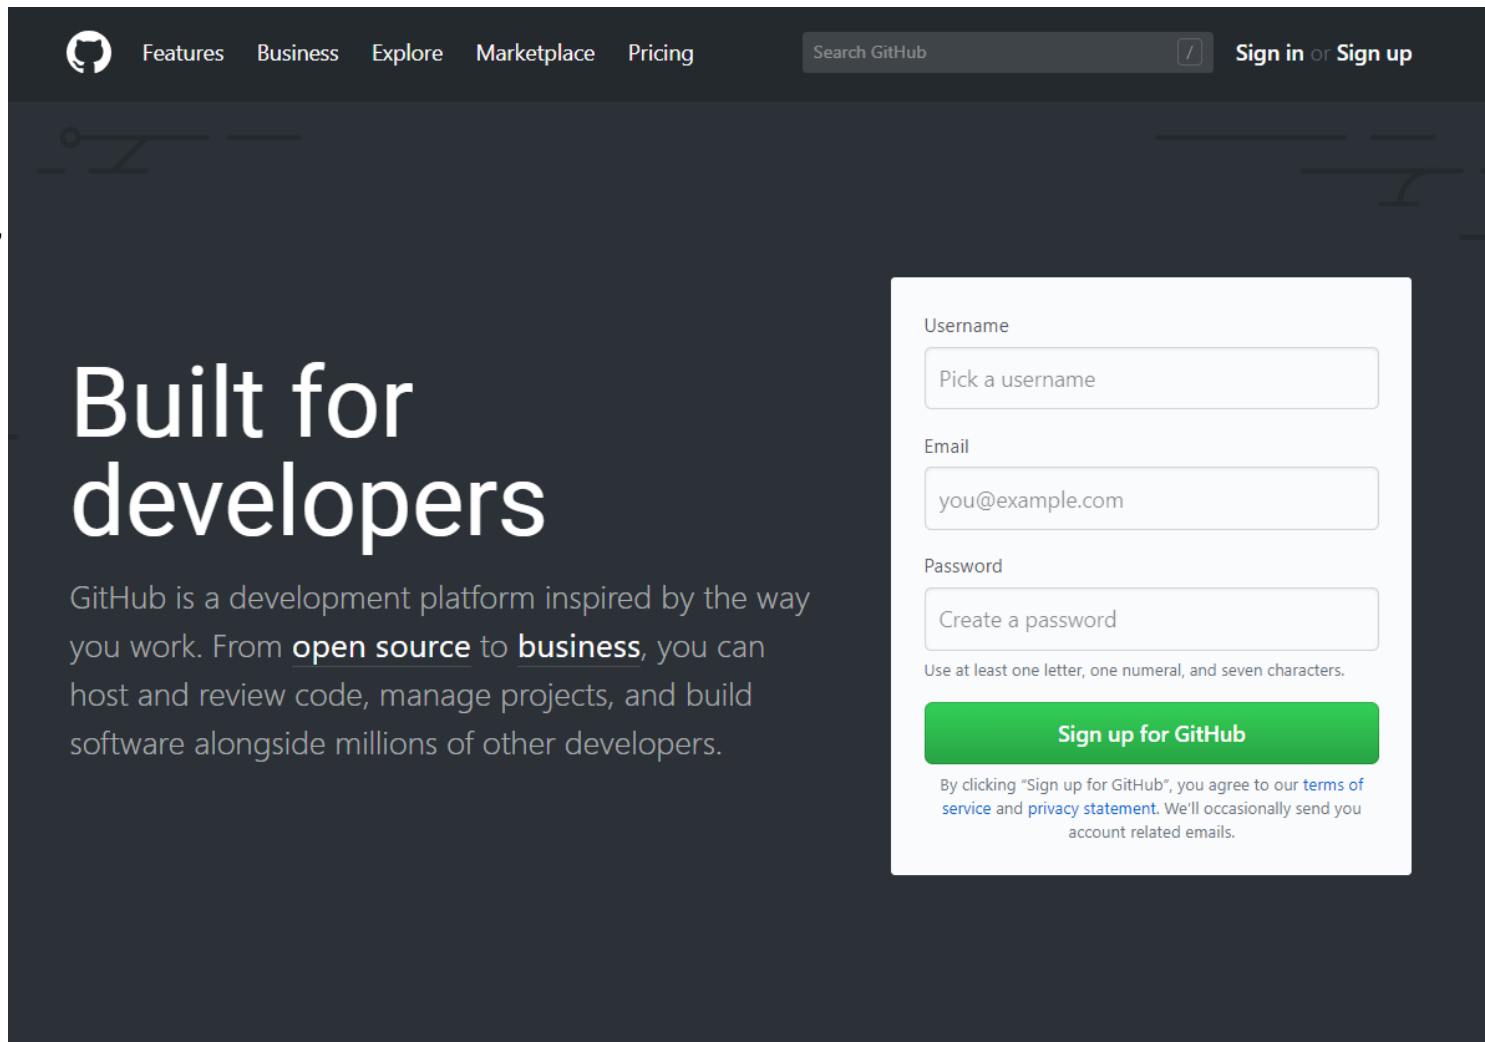 Features Business Explore Marketplace Pricing Search GitHub / Sign in or Sign up
Built for
developers
GitHub is a development platform inspired by the way
you work. From open source to business, you can
host and review code, manage projects, and build
software alongside millions of other developers.
Username
Pick a username
Email
you@example.com
Password
Create a password
Use at least one letter, one numeral, and seven characters.
Sign up for GitHub
By clicking “Sign up for GitHub”, you agree to our terms of
service and privacy statement. We’ll occasionally send you
account related emails.